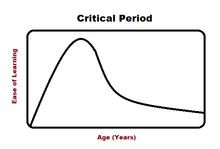 Critical Period
Ease of Learning
Age (Years)